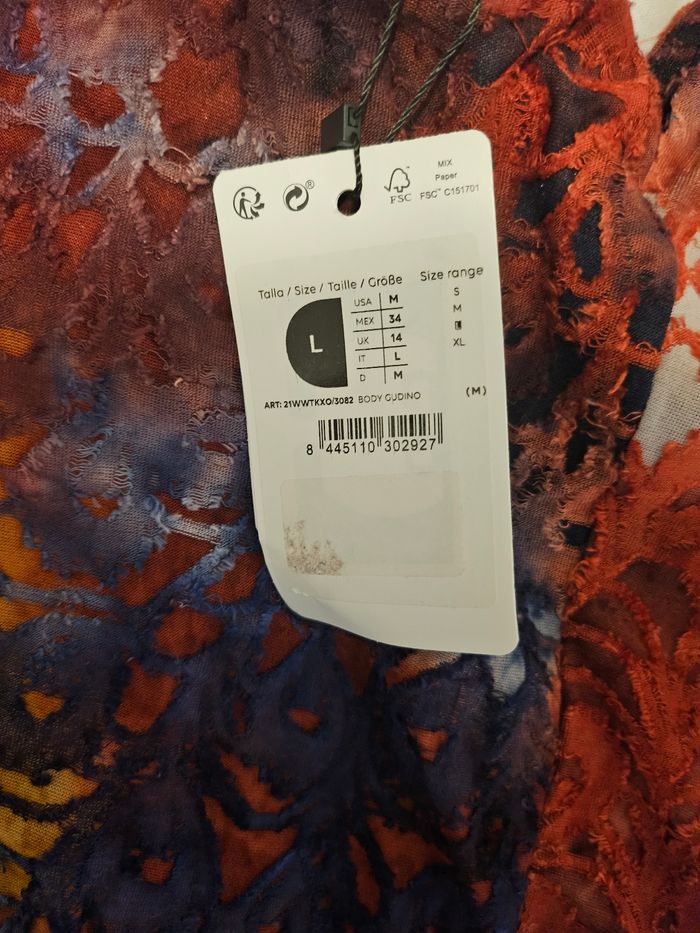 ®
MIX
Paper
FSC™ FSC™ C151701
Talla / Size / Taille / Größe Size range
L
USA M
MEX 34
UK 14
IT L
D M
S
M
L
XL
ART: 21WWTKXO/3082 BODY GUDINO (M)
8 445110 302927